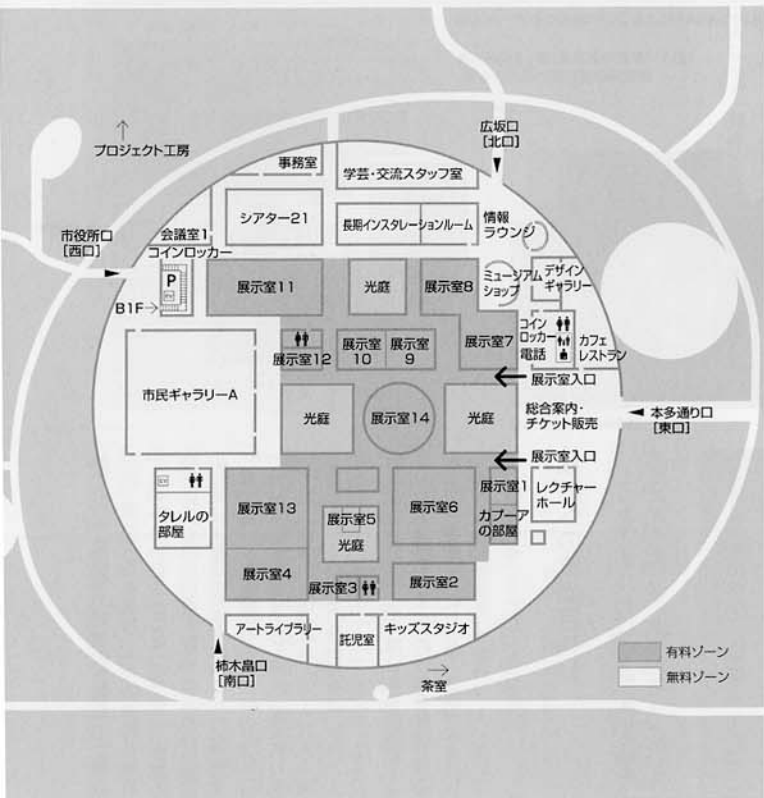 プロジェクト工房
広坂口
[北口]
事務室
学芸・交流スタッフ室
シアター21
長期インスタレーションルーム
情報
ラウンジ
市役所口
[西口]
会議室1
コインロッカー
P
EV
B1F
展示室11
光庭
展示室8
ミュージアム
ショップ
デザイン
ギャラリー
展示室12
展示室
10
展示室
9
展示室7
コイン
ロッカー
電話
カフェ
レストラン
展示室入口
市民ギャラリーA
光庭
展示室14
光庭
総合案内・
チケット販売
本多通り口
[東口]
展示室入口
EV
タレルの
部屋
展示室13
展示室5
光庭
展示室6
展示室1
カプーア
の部屋
レクチャー
ホール
展示室4
展示室3
展示室2
アートライブラリー
託児室
キッズスタジオ
柿木畠口
[南口]
茶室
有料ゾーン
無料ゾーン